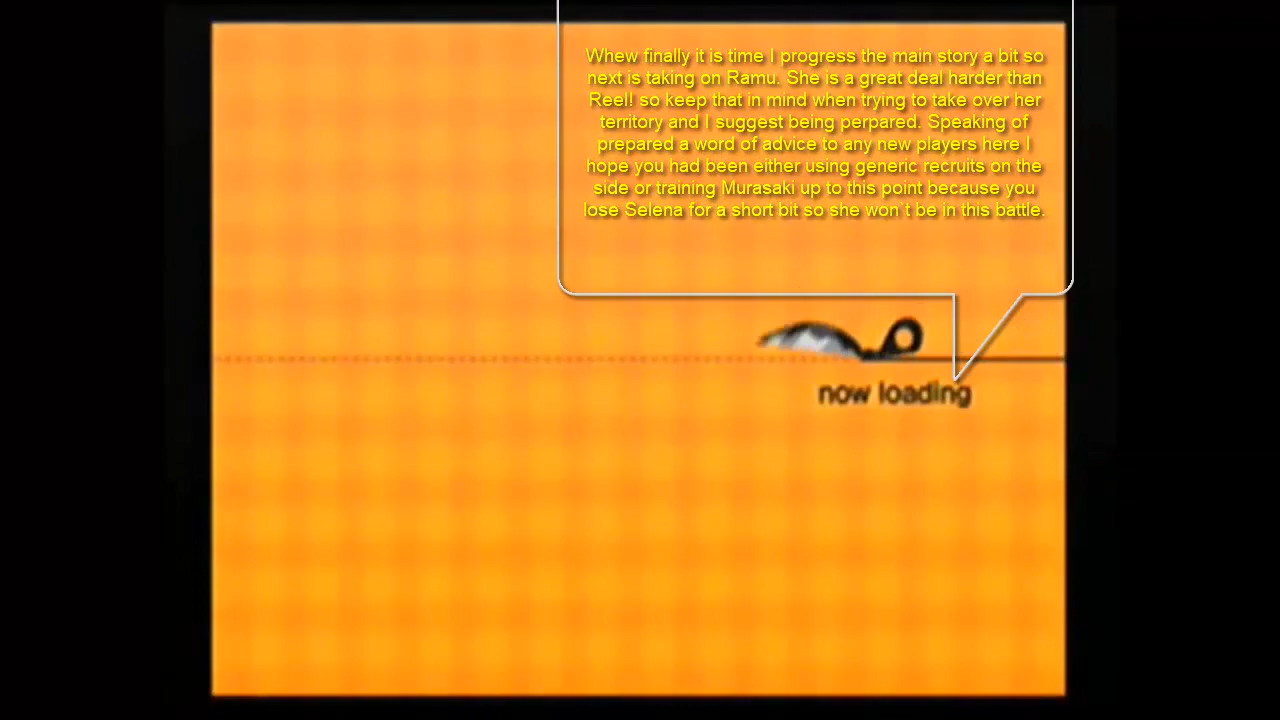 Whew finally it is time I progress the main story a bit so
next is taking on Ramu. She is a great deal harder than
Reel! so keep that in mind when trying to take over her
territory and I suggest being perpared. Speaking of
prepared a word of advice to any new players here I
hope you had been either using generic recruits on the
side or training Murasaki up to this point because you
lose Selena for a short bit so she won't be in this battle.
now loading